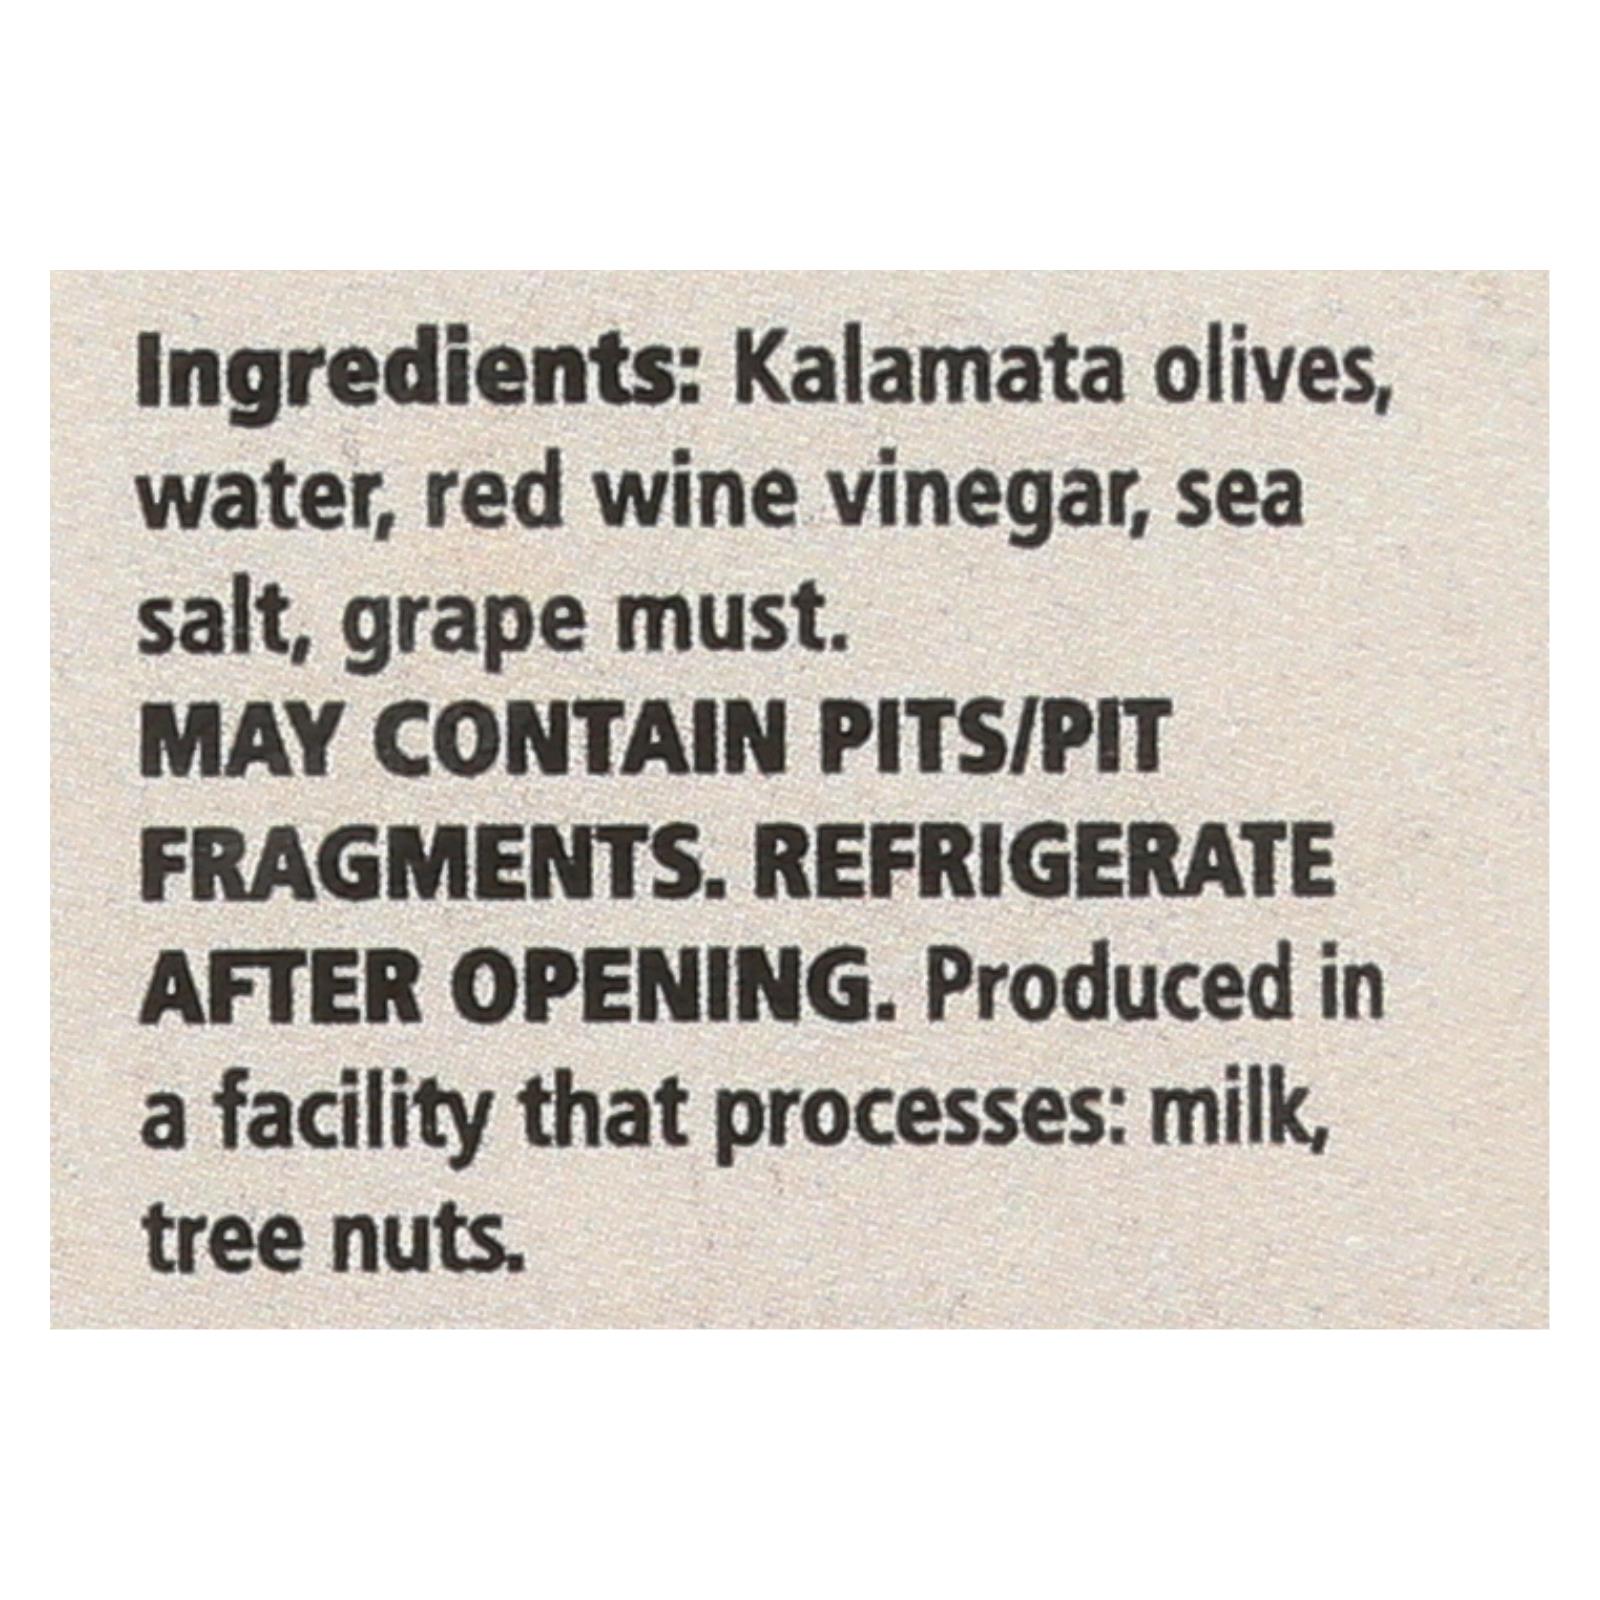 Ingredients: Kalamata olives,
water, red wine vinegar, sea
salt, grape must.
MAY CONTAIN PITS/PIT
FRAGMENTS. REFRIGERATE
AFTER OPENING. Produced in
a facility that processes: milk,
tree nuts.